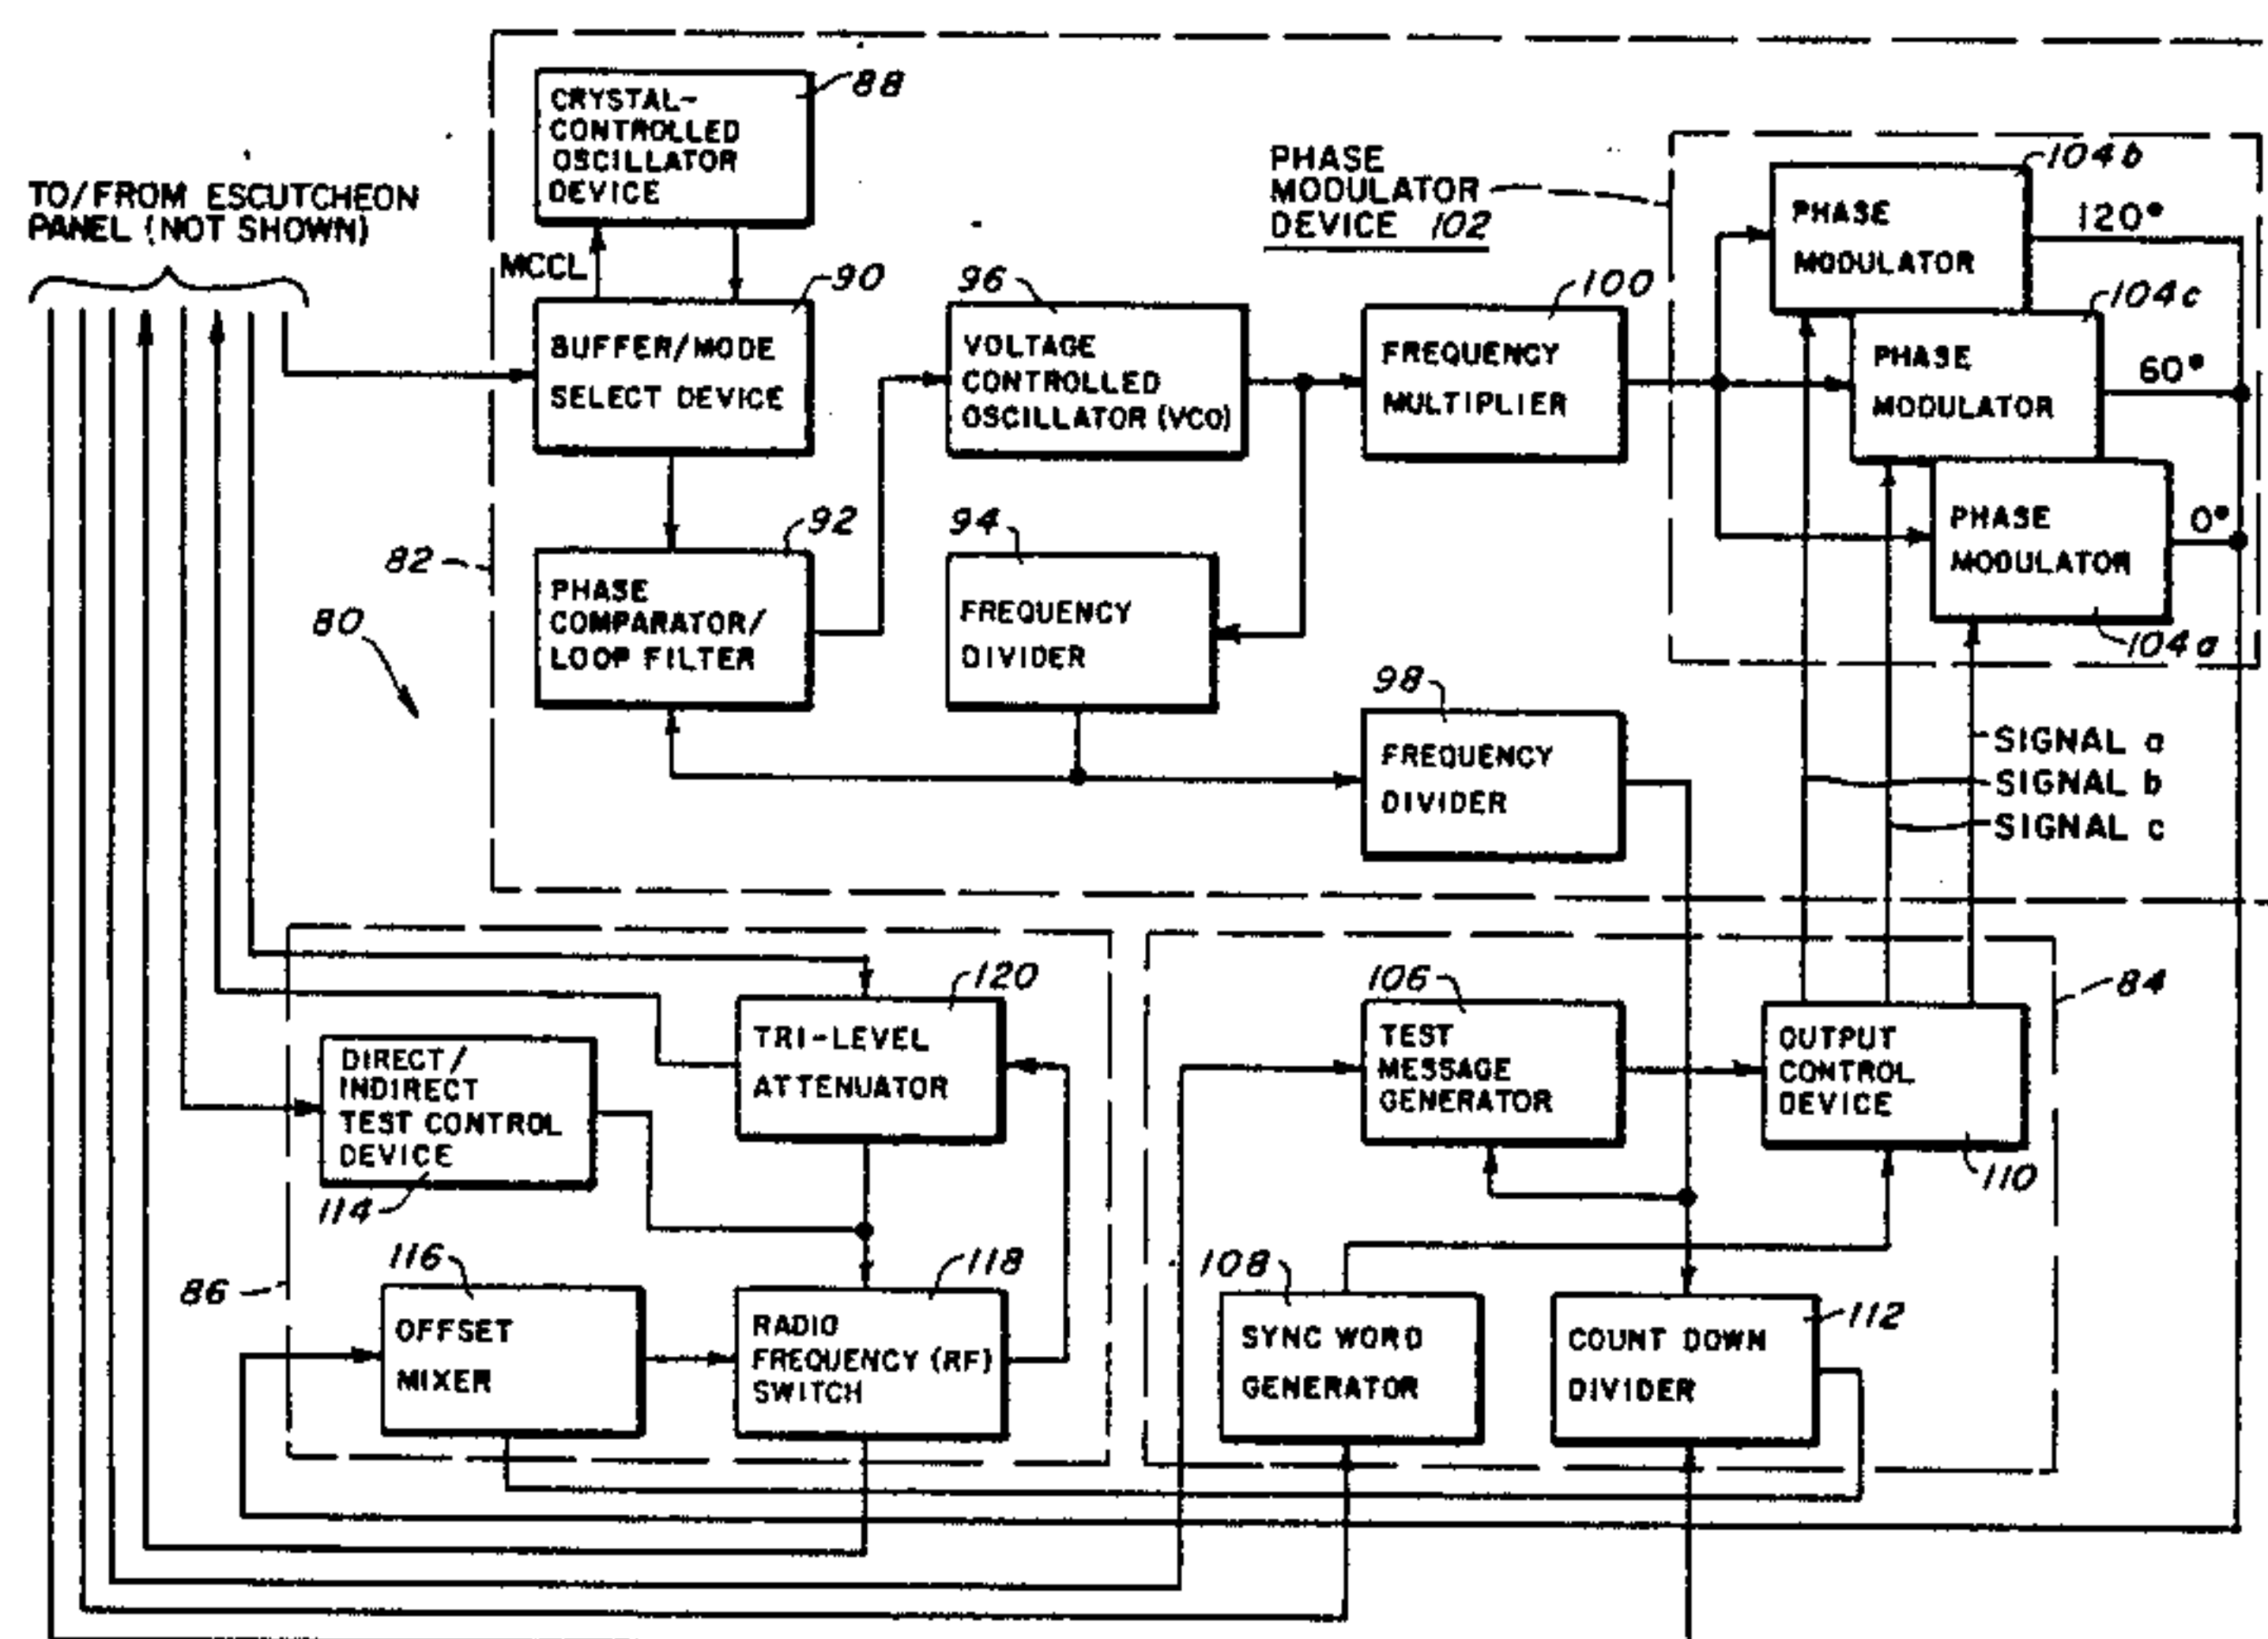 CRYSTAL-
CONTROLLED
OSCILLATOR
DEVICE
88
TO/FROM ESCUTCHEON
PANEL (NOT SHOWN)
MCCL
BUFFER/MODE
SELECT DEVICE
90
PHASE
COMPARATOR/
LOOP FILTER
92
82
80
VOLTAGE
CONTROLLED
OSCILLATOR (VCO)
96
FREQUENCY
DIVIDER
94
FREQUENCY
MULTIPLIER
100
FREQUENCY
DIVIDER
98
PHASE
MODULATOR
DEVICE 102
PHASE
MODULATOR
104b
120°
PHASE
MODULATOR
104c
60°
PHASE
MODULATOR
104a
0°
SIGNAL a
SIGNAL b
SIGNAL c
TRI-LEVEL
ATTENUATOR
120
DIRECT/
INDIRECT
TEST CONTROL
DEVICE
114
86
OFFSET
MIXER
116
RADIO
FREQUENCY (RF)
SWITCH
118
TEST
MESSAGE
GENERATOR
106
OUTPUT
CONTROL
DEVICE
110
84
SYNC WORD
GENERATOR
108
COUNT DOWN
DIVIDER
112